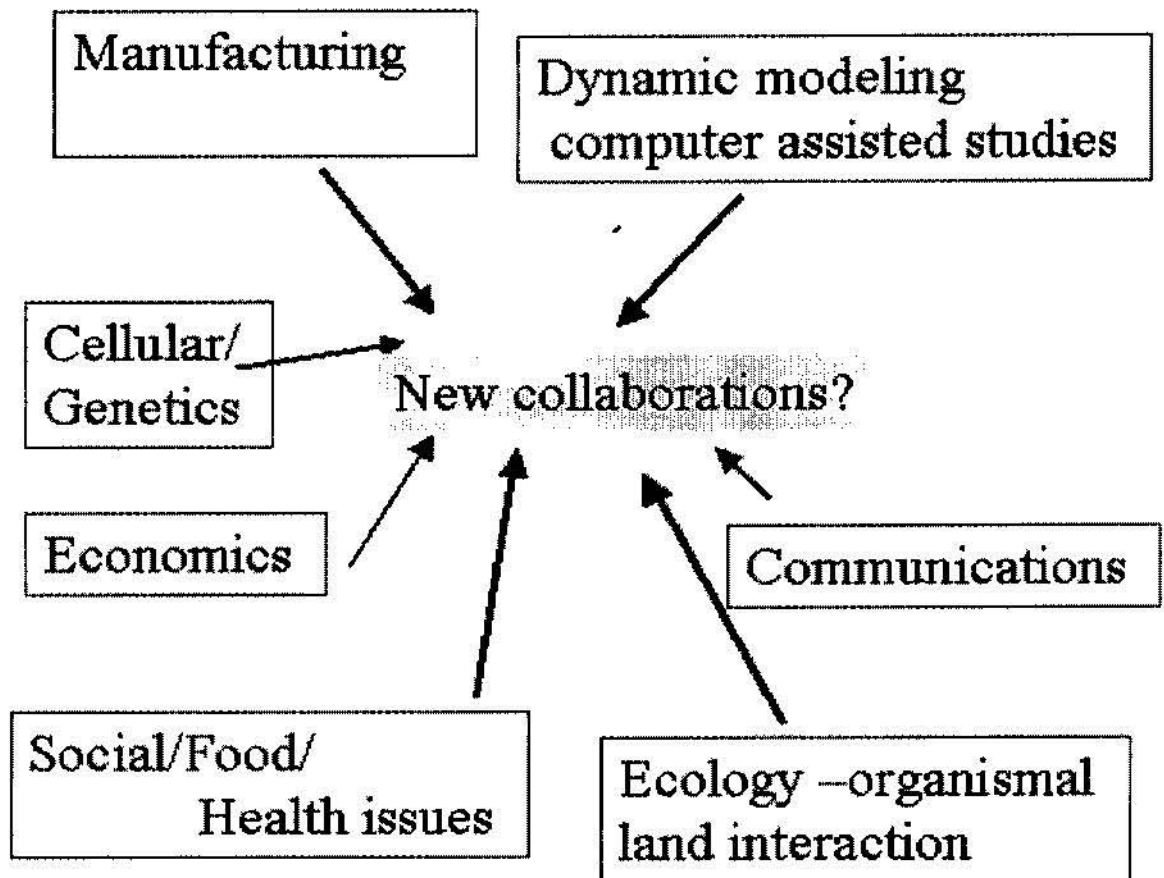 Manufacturing
Dynamic modeling
computer assisted studies
Cellular/
Genetics
New collaborations?
Economics
Communications
Social/Food/
Health issues
Ecology –organismal
land interaction